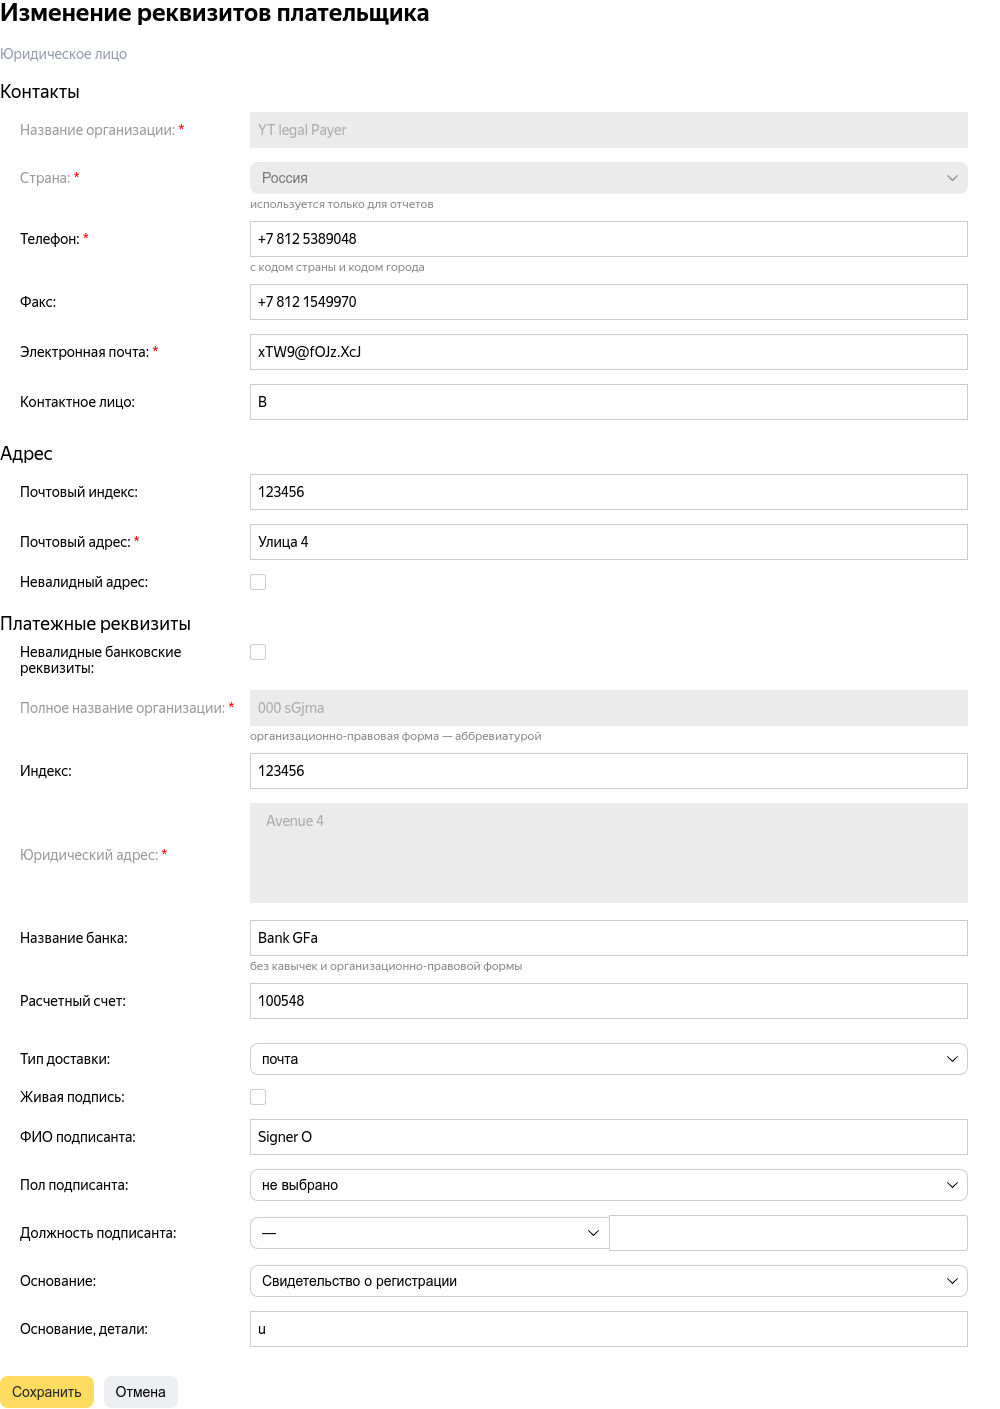 Изменение реквизитов плательщика
Юридическое лицо
Контакты
Название организации: *
YT legal Payer
Страна: *
Россия
используется только для отчетов
Телефон: *
+7 812 5389048
с кодом страны и кодом города
Факс:
+7 812 1549970
Электронная почта: *
xTW9@fOJz.XcJ
Контактное лицо:
В
Адрес
Почтовый индекс:
123456
Почтовый адрес: *
Улица 4
Невалидный адрес:
Платежные реквизиты
Невалидные банковские
реквизиты:
Полное название организации: *
000 sGjma
организационно-правовая форма — аббревиатурой
Индекс:
123456
Юридический адрес: *
Avenue 4
Название банка:
Bank GFa
без кавычек и организационно-правовой формы
Расчетный счет:
100548
Тип доставки:
почта
Живая подпись:
ФИО подписанта:
Signer O
Пол подписанта:
не выбрано
Должность подписанта:
—
Основание:
Свидетельство о регистрации
Основание, детали:
u
Сохранить
Отмена